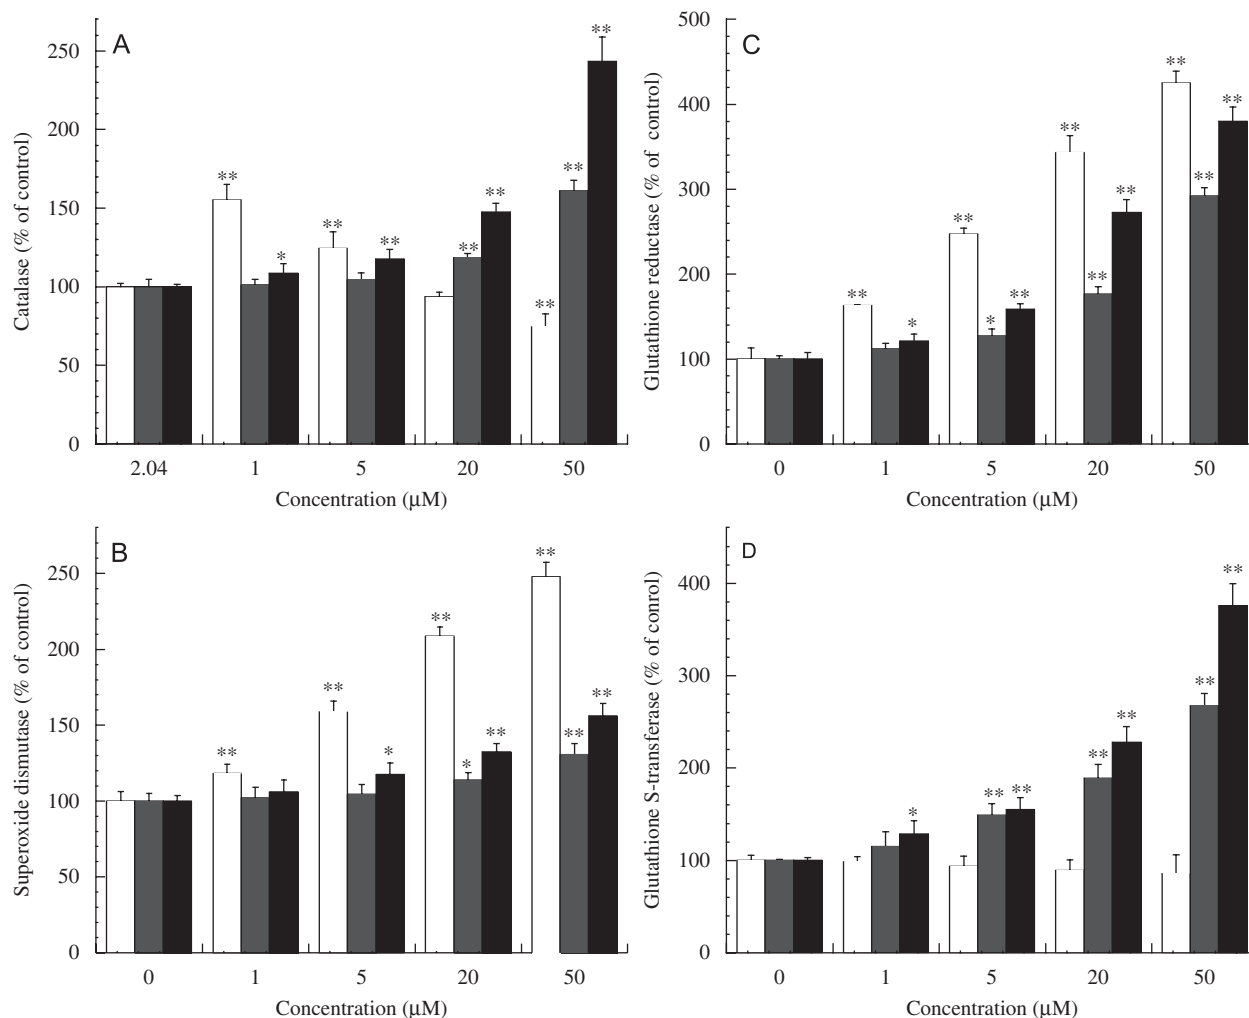 A
Catalase (% of control)
250
200
150
100
50
0
** * ** ** ** ** ** ** **
2.04 1 5 20 50
Concentration (μM)
B
Superoxide dismutase (% of control)
250
200
150
100
50
0
** ** * ** * ** ** ** **
0 1 5 20 50
Concentration (μM)
C
Glutathione reductase (% of control)
500
400
300
200
100
0
** * ** * ** ** ** ** ** ** **
0 1 5 20 50
Concentration (μM)
D
Glutathione S-transferase (% of conrol)
400
300
200
100
0
* ** ** ** ** ** **
0 1 5 20 50
Concentration (μM)